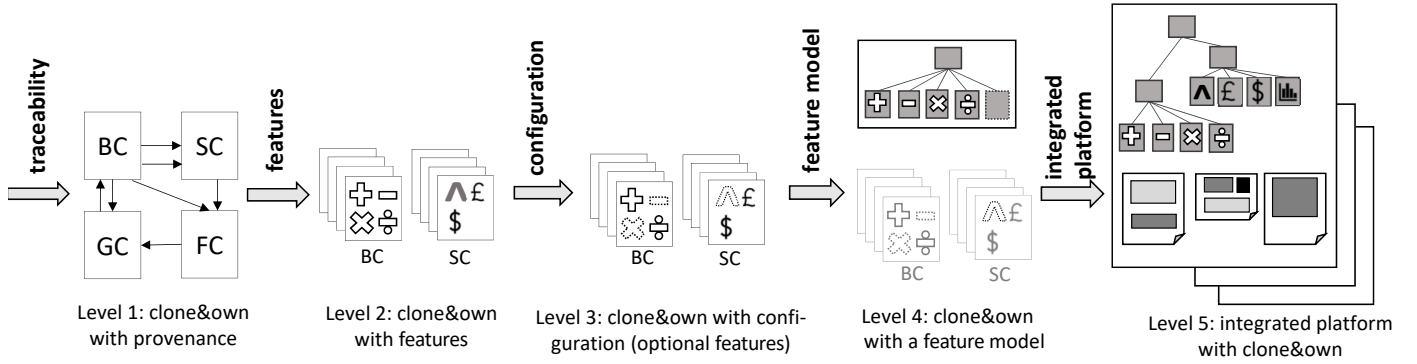 traceability
BC
SC
GC
FC
Level 1: clone&own
with provenance
features
+ −
× ÷
BC
Λ £
$
SC
Level 2: clone&own
with features
configuration
+ −
× ÷
BC
Λ £
$
SC
Level 3: clone&own with confi-
guration (optional features)
feature model
+ − × ÷
+ −
× ÷
BC
Λ £
$
SC
Level 4: clone&own
with a feature model
integrated
platform
Λ £ $
+ − × ÷
Level 5: integrated platform
with clone&own